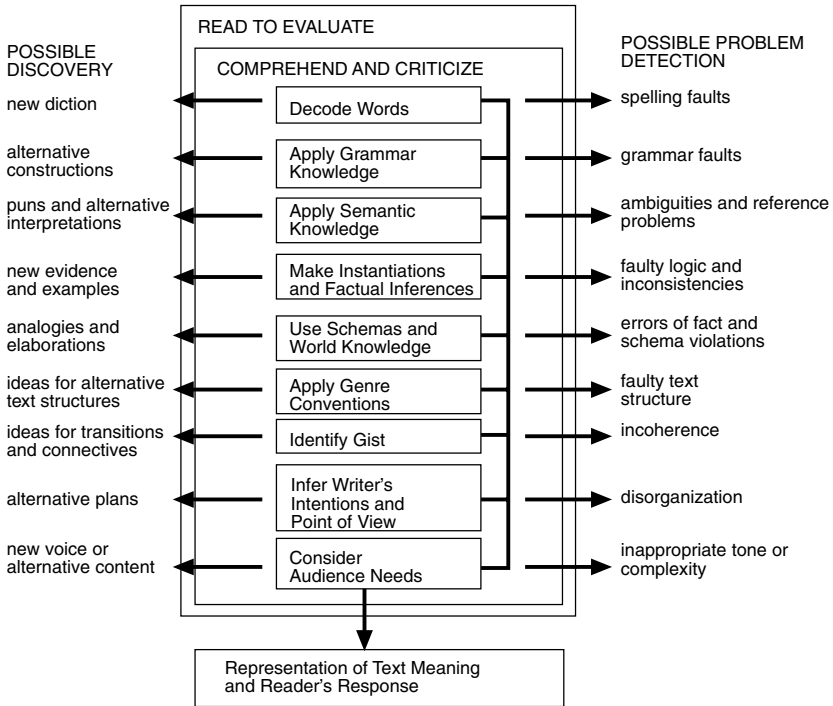 READ TO EVALUATE
COMPREHEND AND CRITICIZE
POSSIBLE
DISCOVERY
POSSIBLE PROBLEM
DETECTION
new diction
Decode Words
spelling faults
alternative
constructions
Apply Grammar
Knowledge
grammar faults
puns and alternative
interpretations
Apply Semantic
Knowledge
ambiguities and reference
problems
new evidence
and examples
Make Instantiations
and Factual Inferences
faulty logic and
inconsistencies
analogies and
elaborations
Use Schemas and
World Knowledge
errors of fact and
schema violations
ideas for alternative
text structures
Apply Genre
Conventions
faulty text
structure
ideas for transitions
and connectives
Identify Gist
incoherence
alternative plans
Infer Writer's
Intentions and
Point of View
disorganization
new voice or
alternative content
Consider
Audience Needs
inappropriate tone or
complexity
Representation of Text Meaning
and Reader's Response